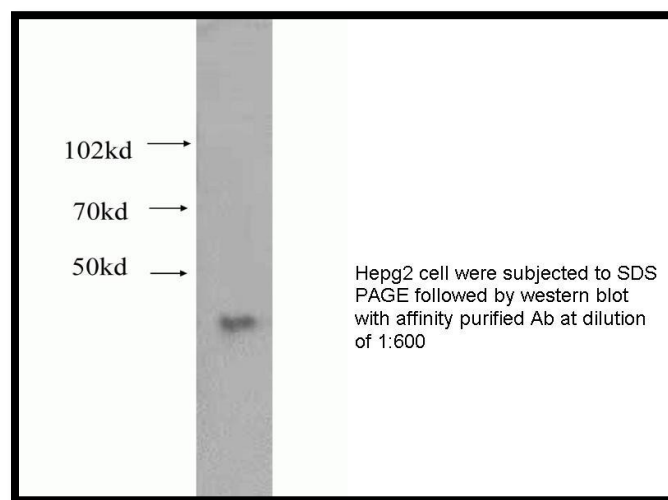 102kd
70kd
50kd
Hepg2 cell were subjected to SDS
PAGE followed by western blot
with affinity purified Ab at dilution
of 1:600